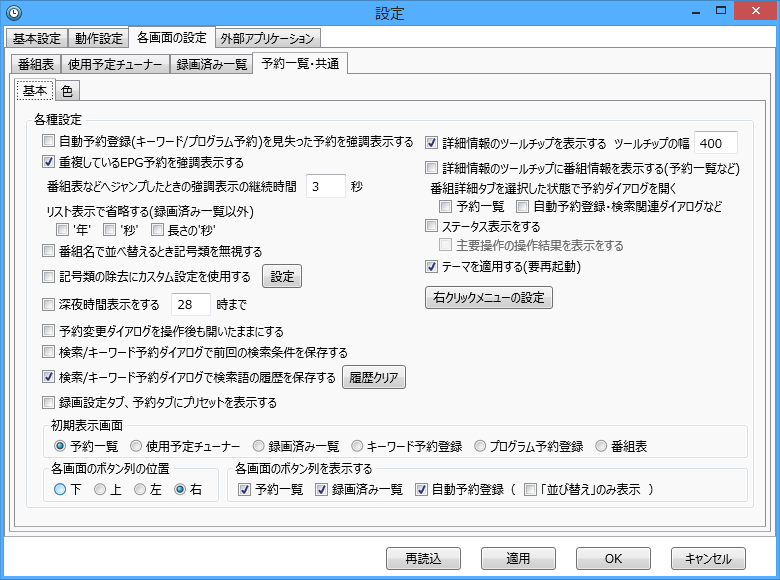 設定
基本設定 動作設定 各画面の設定 外部アプリケーション
番組表 使用予定チューナー 録画済み一覧 予約一覧・共通
基本 色
各種設定
自動予約登録(キーワード/プログラム予約)を見失った予約を強調表示する
重複しているEPG予約を強調表示する
番組表などへジャンプしたときの強調表示の継続時間 3 秒
リスト表示で省略する(録画済み一覧以外)
'年' '秒' 長さの'秒'
番組名で並べ替えるとき記号類を無視する
記号類の除去にカスタム設定を使用する 設定
深夜時間表示をする 28 時まで
予約変更ダイアログを操作後も開いたままにする
検索/キーワード予約ダイアログで前回の検索条件を保存する
検索/キーワード予約ダイアログで検索語の履歴を保存する 履歴クリア
録画設定タブ、予約タブにプリセットを表示する
詳細情報のツールチップを表示する ツールチップの幅 400
詳細情報のツールチップに番組情報を表示する(予約一覧など)
番組詳細タブを選択した状態で予約ダイアログを開く
予約一覧 自動予約登録・検索関連ダイアログなど
ステータス表示をする
主要操作の操作結果を表示をする
テーマを適用する(要再起動)
右クリックメニューの設定
初期表示画面
予約一覧 使用予定チューナー 録画済み一覧 キーワード予約登録 プログラム予約登録 番組表
各画面のボタン列の位置
下 上 左 右
各画面のボタン列を表示する
予約一覧 録画済み一覧 自動予約登録 ( 「並び替え」のみ表示 )
再読込 適用 OK キャンセル